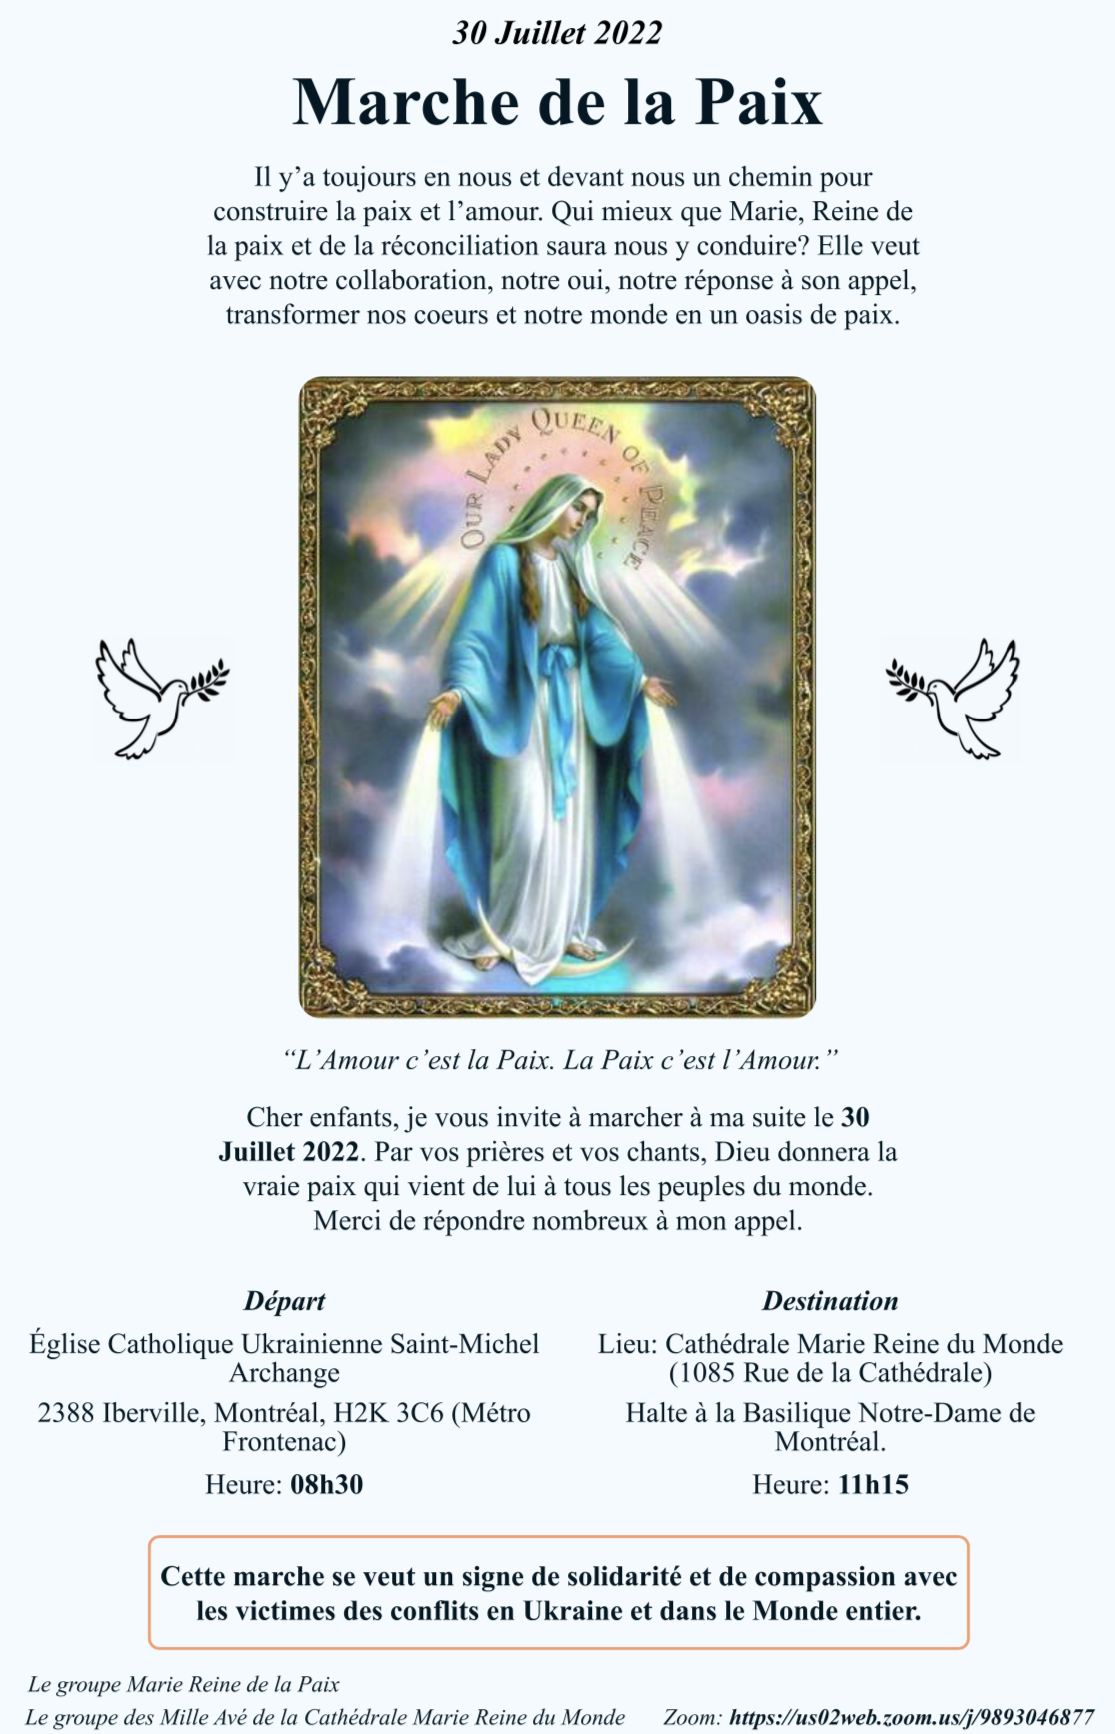 30 Juillet 2022
Marche de la Paix
Il y’a toujours en nous et devant nous un chemin pour
construire la paix et l’amour. Qui mieux que Marie, Reine de
la paix et de la réconciliation saura nous y conduire? Elle veut
avec notre collaboration, notre oui, notre réponse à son appel,
transformer nos coeurs et notre monde en un oasis de paix.
OUR LADY QUEEN OF PEACE
“L’Amour c’est la Paix. La Paix c’est l’Amour.”
Cher enfants, je vous invite à marcher à ma suite le 30
Juillet 2022. Par vos prières et vos chants, Dieu donnera la
vraie paix qui vient de lui à tous les peuples du monde.
Merci de répondre nombreux à mon appel.
Départ
Église Catholique Ukrainienne Saint-Michel
Archange
2388 Iberville, Montréal, H2K 3C6 (Métro
Frontenac)
Heure: 08h30
Destination
Lieu: Cathédrale Marie Reine du Monde
(1085 Rue de la Cathédrale)
Halte à la Basilique Notre-Dame de
Montréal.
Heure: 11h15
Cette marche se veut un signe de solidarité et de compassion avec
les victimes des conflits en Ukraine et dans le Monde entier.
Le groupe Marie Reine de la Paix
Le groupe des Mille Avé de la Cathédrale Marie Reine du Monde
Zoom: https://us02web.zoom.us/j/9893046877